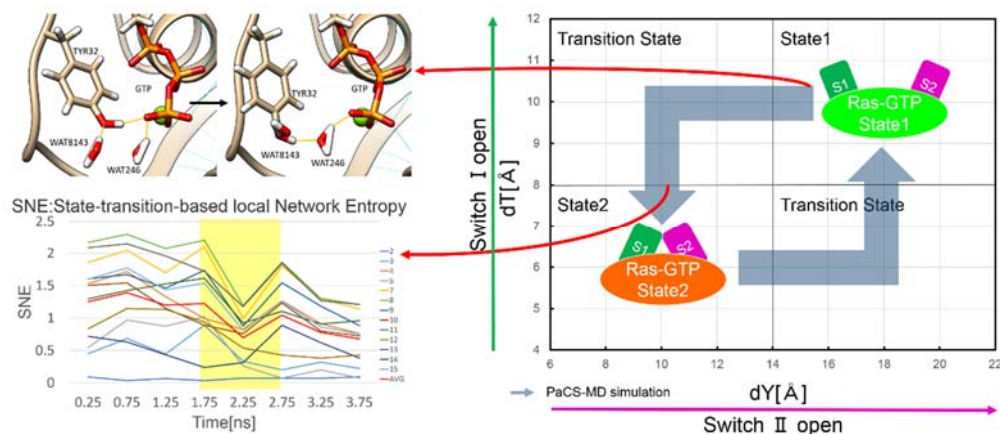 TYR32
GTP
WAT8143
WAT246
TYR32
GTP
WAT8143
WAT246
SNE:State-transition-based local Network Entropy
2.5
2
1.5
1
0.5
0
SNE
0.25 0.75 1.25 1.75 2.25 2.75 3.25 3.75
Time[ns]
2
3
4
5
7
8
9
10
11
12
13
14
15
AVG
Switch I open
dT[Å]
12
11
10
9
8
7
6
5
4
Transition State
State1
S1
S2
Ras-GTP
State1
State2
Transition State
S1
S2
Ras-GTP
State2
4 6 8 10 12 14 16 18 20 22
PaCS-MD simulation
dY[Å]
Switch Ⅱ open